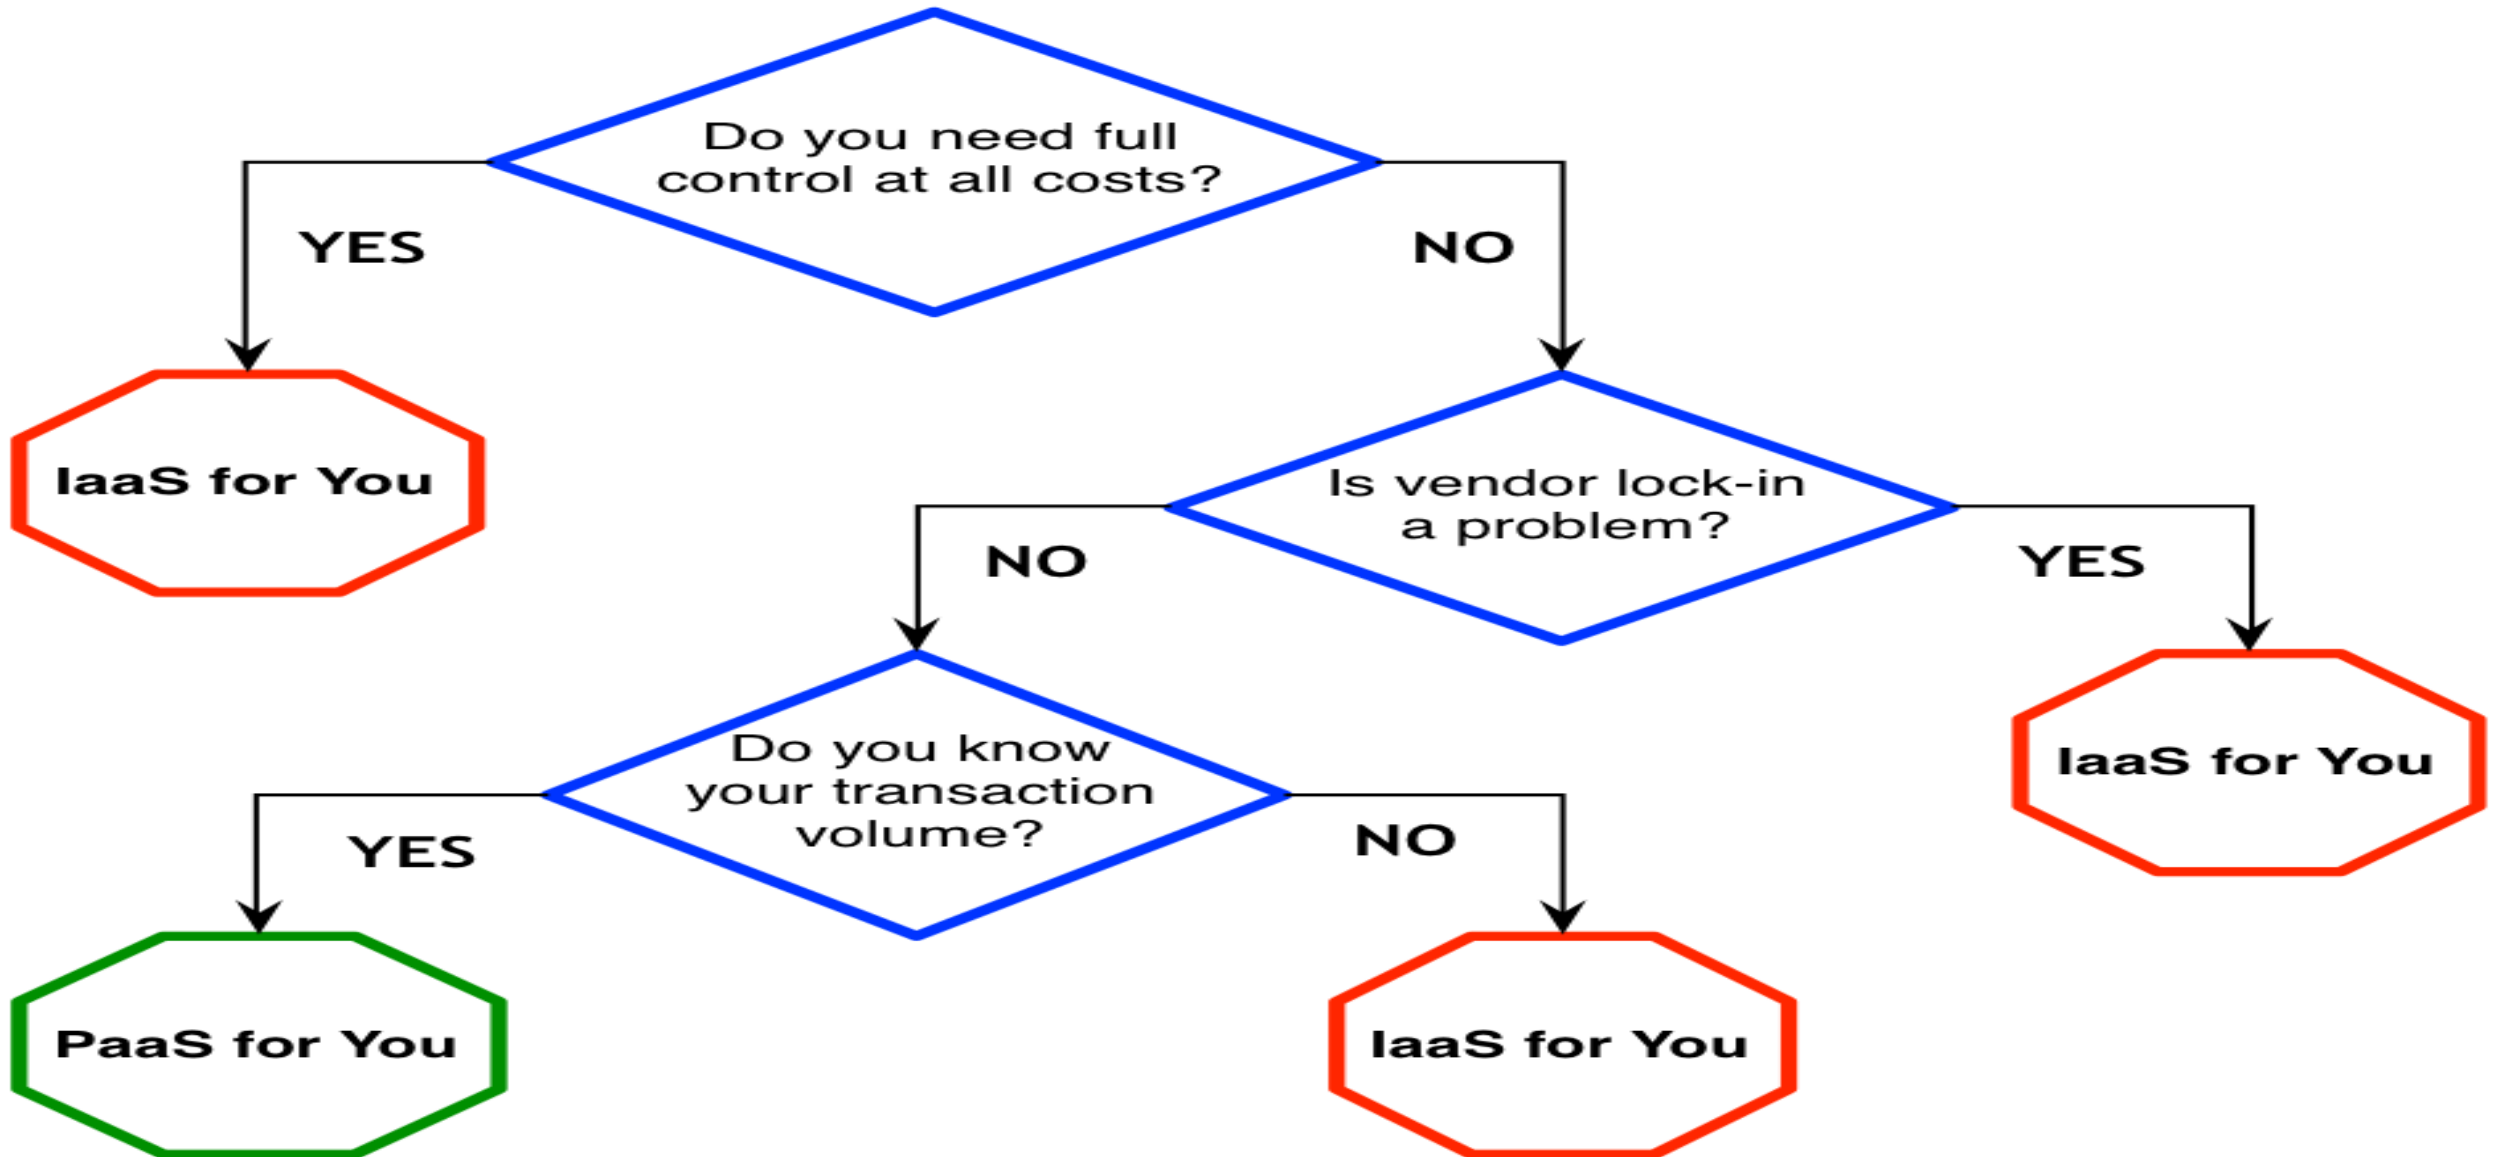 Do you need full
control at all costs?
YES
NO
IaaS for You
Is vendor lock-in
a problem?
NO
YES
Do you know
your transaction
volume?
IaaS for You
YES
NO
PaaS for You
IaaS for You